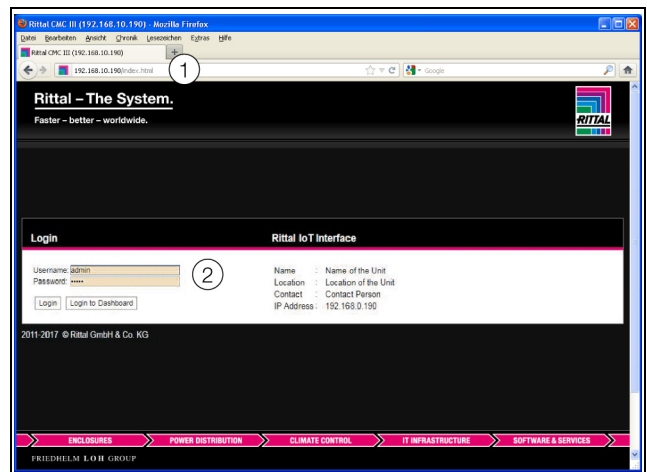 Rittal CMC III (192.168.10.190) - Mozilla Firefox
Datei Bearbeiten Ansicht Chronik Lesezeichen Extras Hilfe
Rittal CMC III (192.168.10.190) +
192.168.10.190/index.html 1 Google
Rittal – The System.
Faster – better – worldwide.
RITTAL
Login Rittal IoT Interface
Username: admin 2 Name : Name of the Unit
Password: ••••• Location : Location of the Unit
Contact : Contact Person
Login Login to Dashboard IP Address : 192.168.0.190
2011-2017 © Rittal GmbH & Co. KG
ENCLOSURES POWER DISTRIBUTION CLIMATE CONTROL IT INFRASTRUCTURE SOFTWARE & SERVICES
FRIEDHELM LOH GROUP